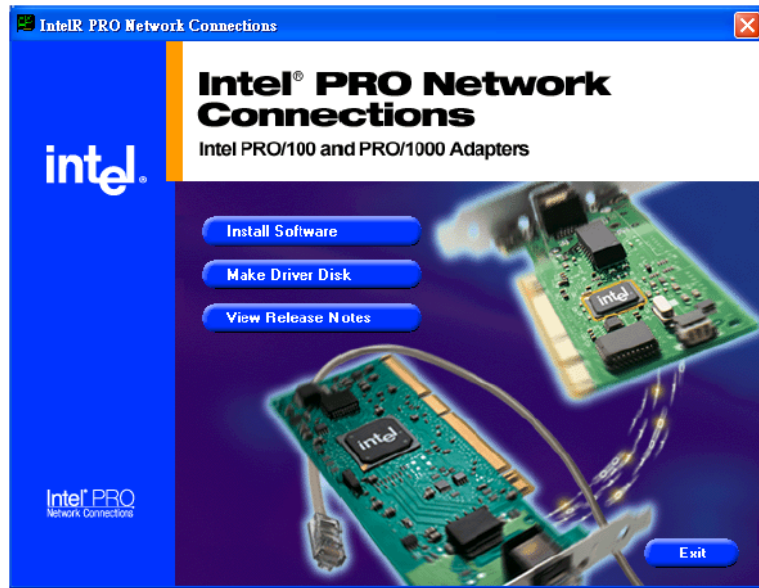 IntelR PRO Network Connections
Intel® PRO Network
Connections
Intel PRO/100 and PRO/1000 Adapters
intel.
Install Software
Make Driver Disk
View Release Notes
intel
intel
Intel® PRO
Network Connections
Exit